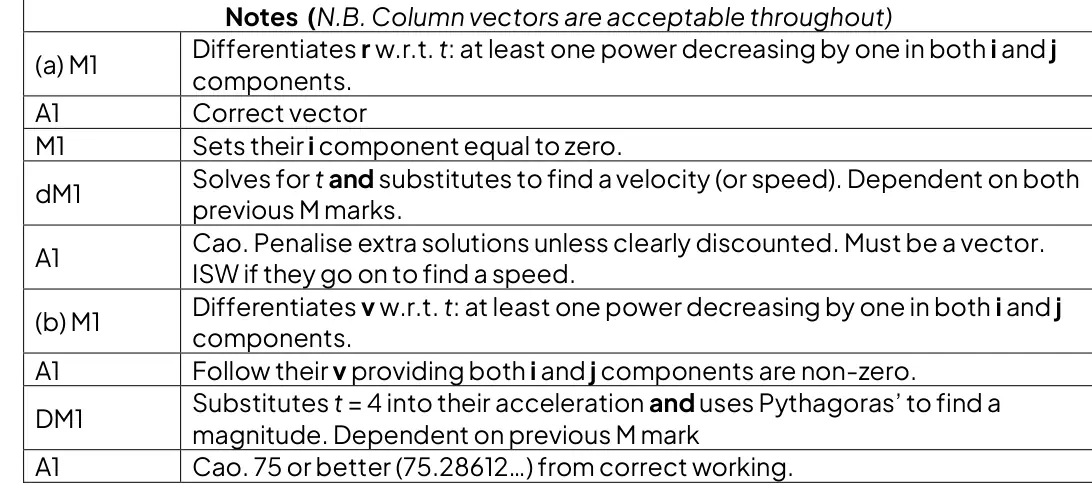 Notes (N.B. Column vectors are acceptable throughout)
(a) M1 Differentiates r w.r.t. t: at least one power decreasing by one in both i and j
components.
A1 Correct vector
M1 Sets their i component equal to zero.
dM1 Solves for t and substitutes to find a velocity (or speed). Dependent on both
previous M marks.
A1 Cao. Penalise extra solutions unless clearly discounted. Must be a vector.
ISW if they go on to find a speed.
(b) M1 Differentiates v w.r.t. t: at least one power decreasing by one in both i and j
components.
A1 Follow their v providing both i and j components are non-zero.
DM1 Substitutes t = 4 into their acceleration and uses Pythagoras’ to find a
magnitude. Dependent on previous M mark
A1 Cao. 75 or better (75.28612…) from correct working.